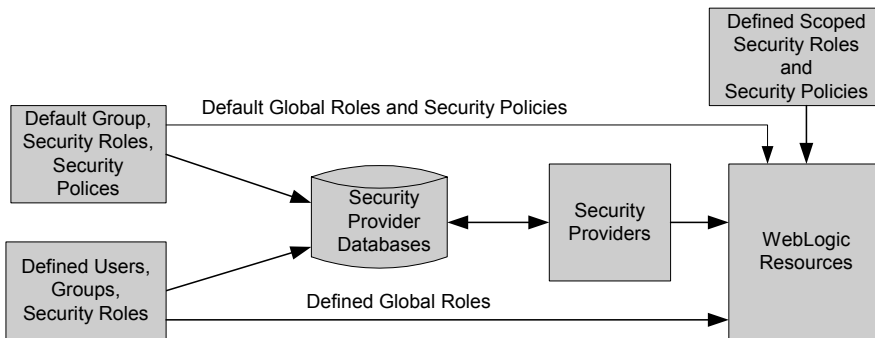 Defined Scoped
Security Roles
and
Security Policies
Default Global Roles and Security Policies
Default Group,
Security Roles,
Security
Polices
Security
Provider
Databases
Security
Providers
WebLogic
Resources
Defined Users,
Groups,
Security Roles
Defined Global Roles